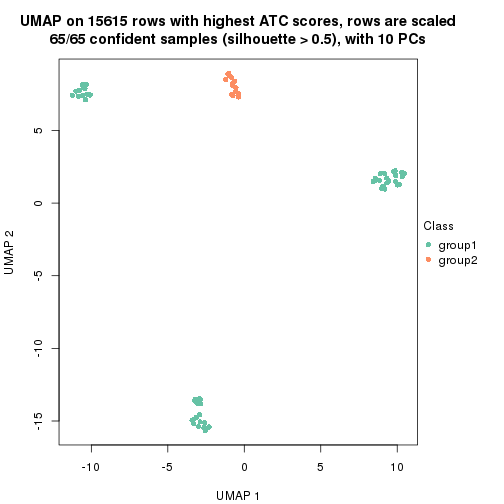 UMAP on 15615 rows with highest ATC scores, rows are scaled
65/65 confident samples (silhouette > 0.5), with 10 PCs
5
0
-5
-10
-15
UMAP 2
-10
-5
0
5
10
UMAP 1
Class
group1
group2